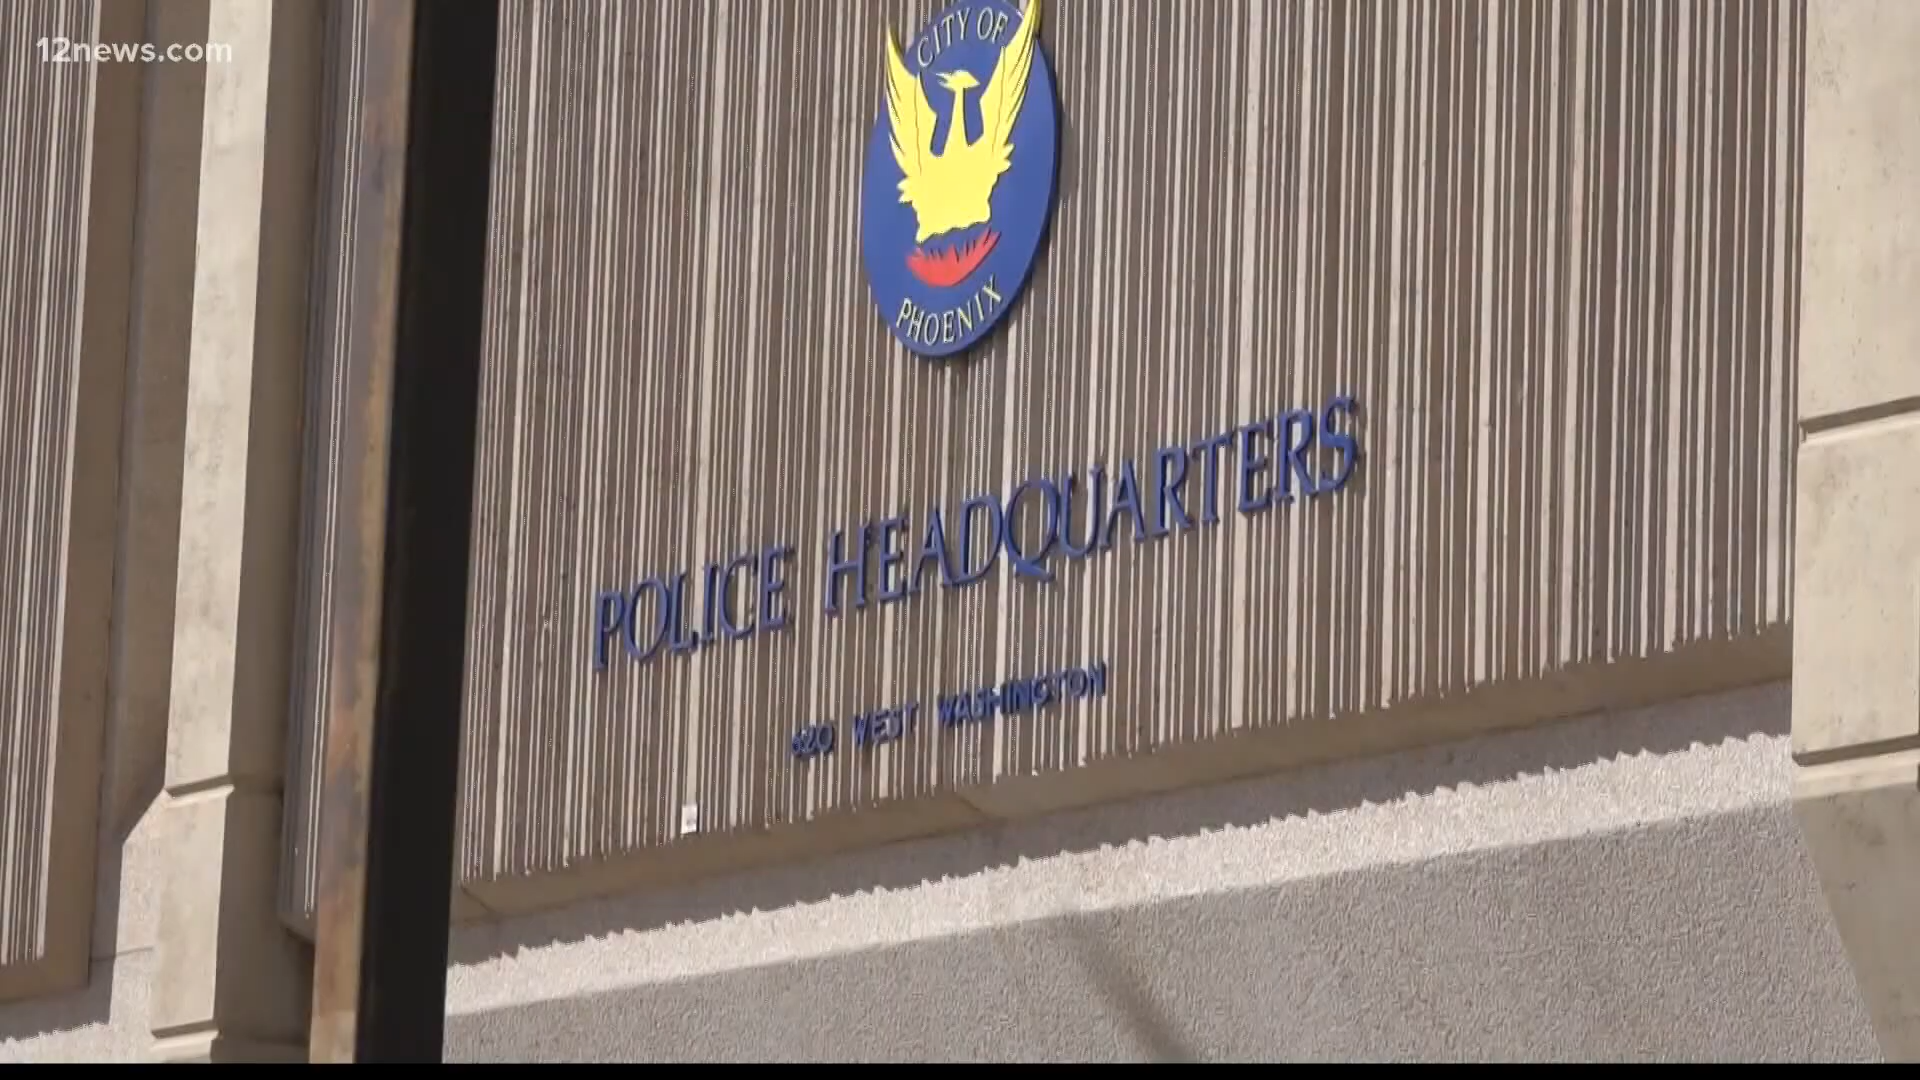 12news.com
CITY OF
PHOENIX
POLICE HEADQUARTERS
620 WEST WASHINGTON